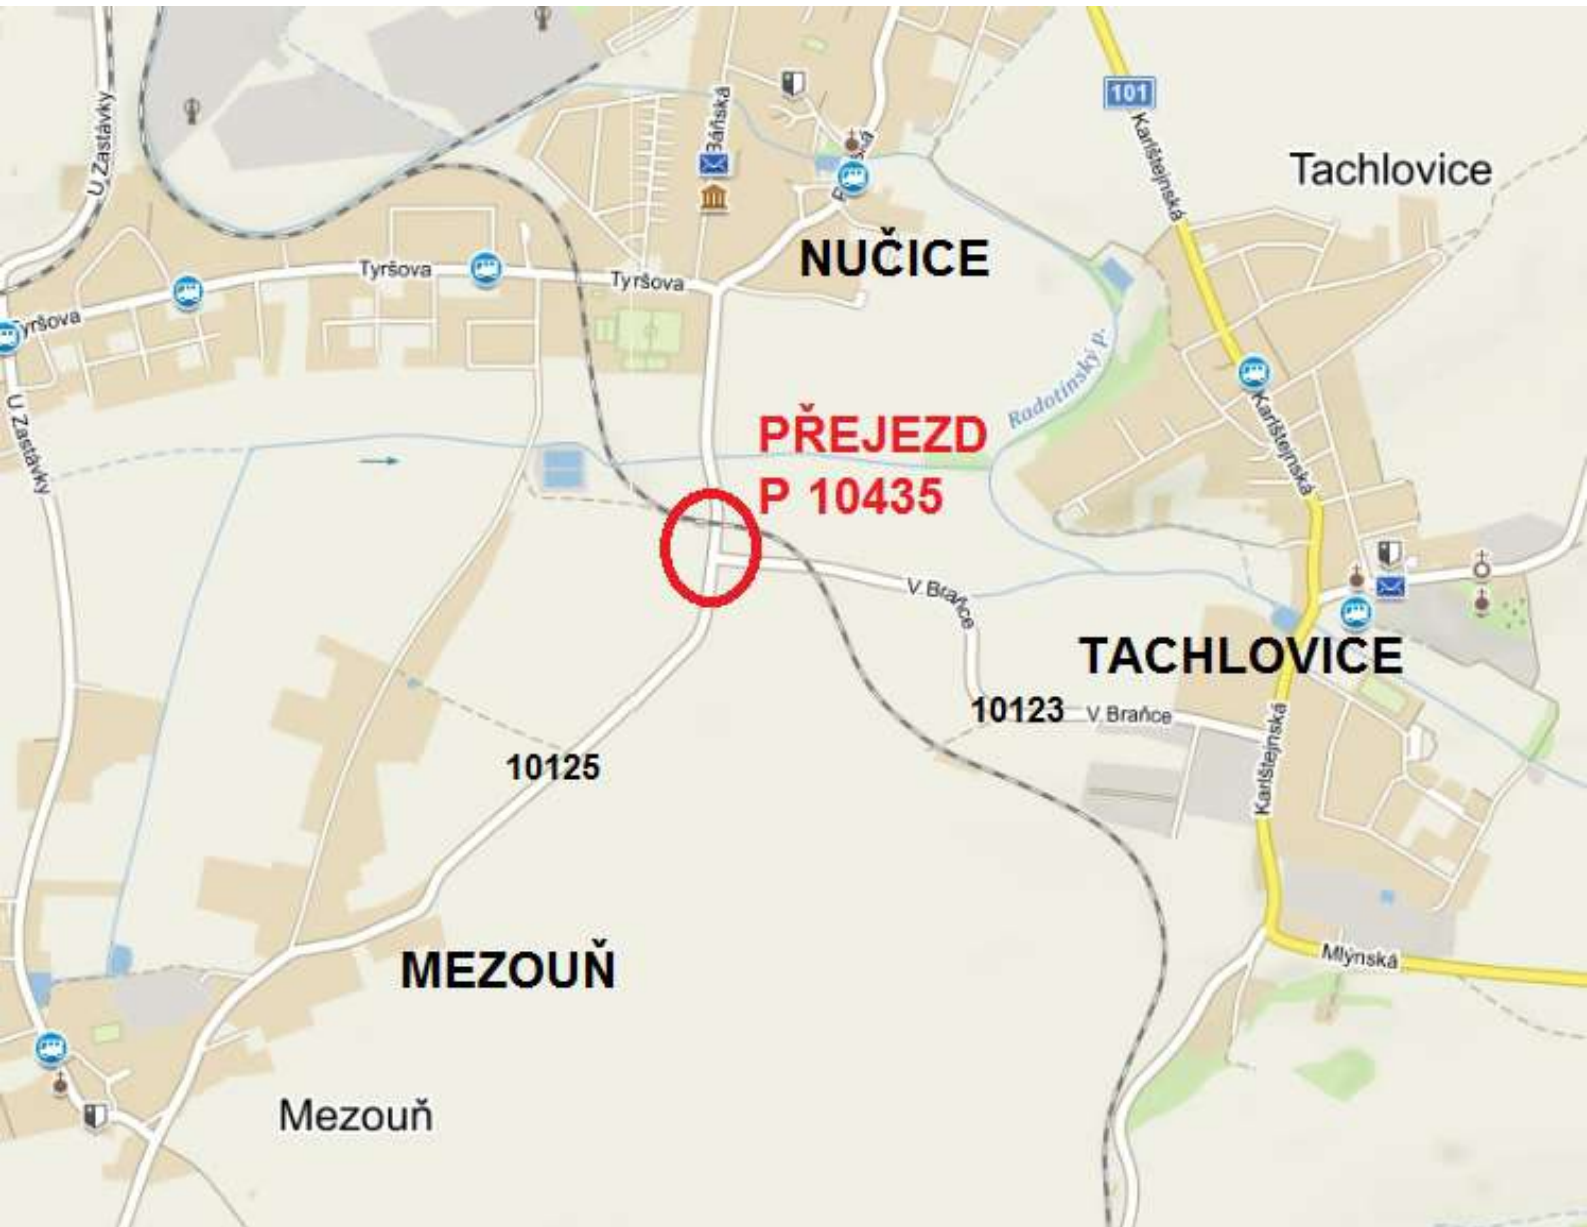 U Zastávky
Báňská
101
Karlštejnská
Tachlovice
NUČICE
Tyršova
Tyršova
Tyršova
Radotínský p.
Karlštejnská
U Zastávky
PŘEJEZD
P 10435
V Braňce
TACHLOVICE
10123
V Braňce
10125
Karlštejnská
MEZOUŇ
Mlýnská
Mezouň